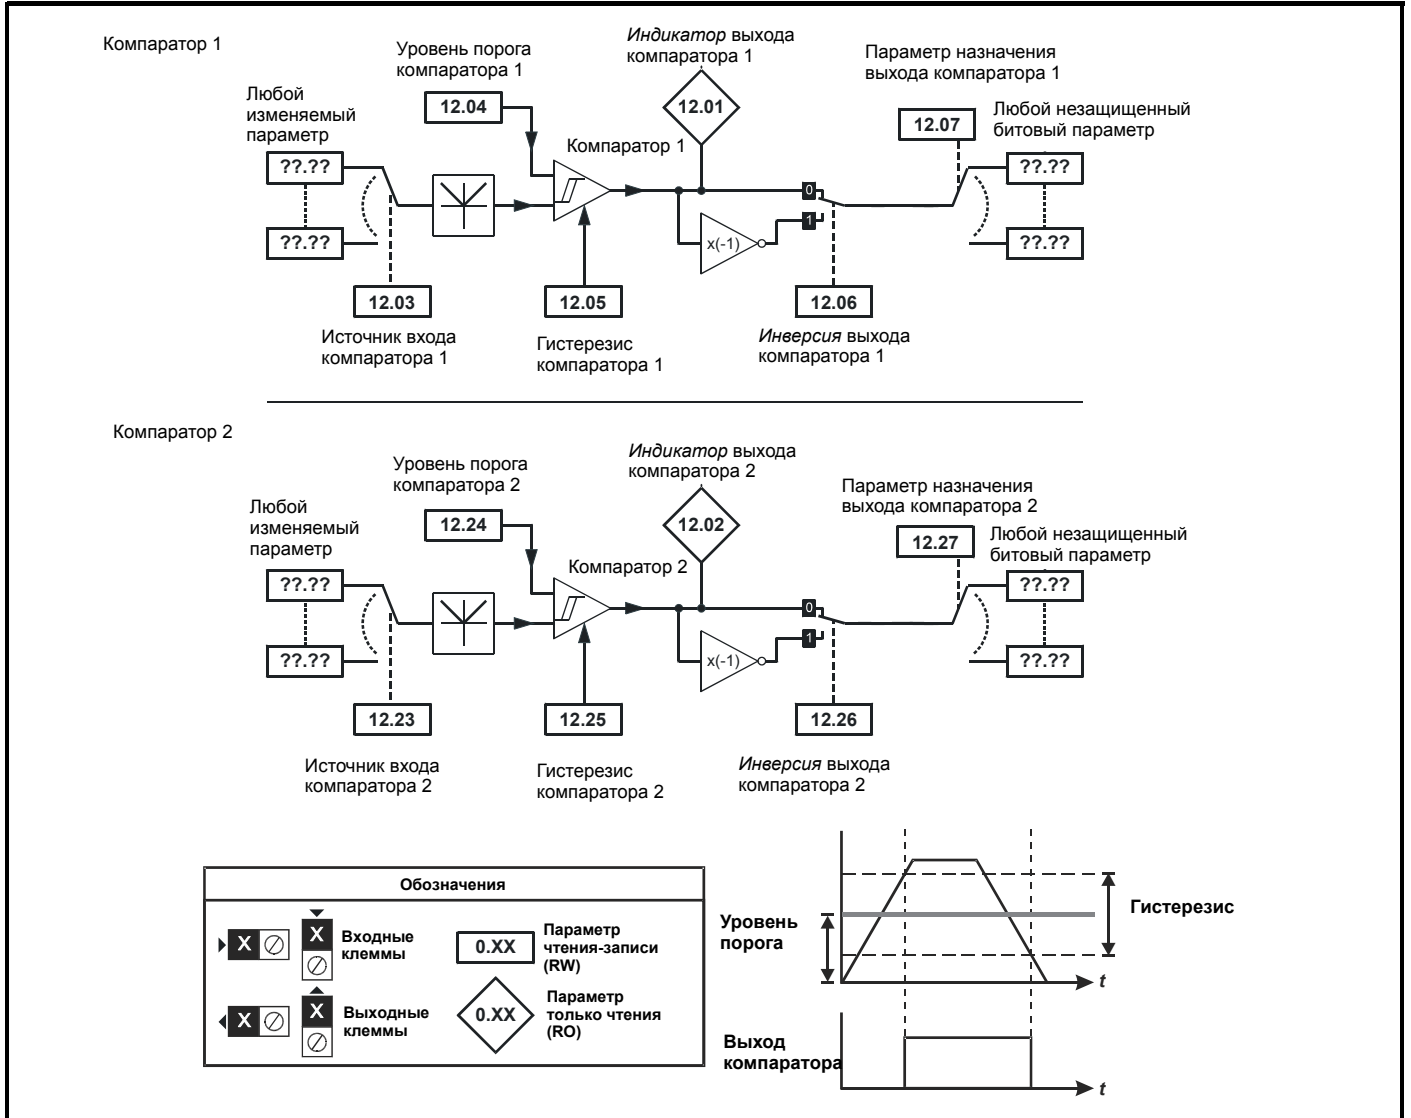 Компаратор 1
Уровень порога
компаратора 1
Индикатор выхода
компаратора 1
Параметр назначения
выхода компаратора 1
Любой
изменяемый
параметр
12.04
12.01
12.07
Любой незащищенный
битовый параметр
Компаратор 1
??.??
??.??
0
1
x(-1)
??.??
??.??
12.03
12.05
12.06
Источник входа
компаратора 1
Гистерезис
компаратора 1
Инверсия выхода
компаратора 1
Компаратор 2
Уровень порога
компаратора 2
Индикатор выхода
компаратора 2
Параметр назначения
выхода компаратора 2
Любой
изменяемый
параметр
12.24
12.02
12.27
Любой незащищенный
битовый параметр
Компаратор 2
??.??
??.??
0
1
x(-1)
??.??
??.??
12.23
12.25
12.26
Источник входа
компаратора 2
Гистерезис
компаратора 2
Инверсия выхода
компаратора 2
Обозначения
X
X
Входные
клеммы
0.XX
Параметр
чтения-записи
(RW)
X
X
Выходные
клеммы
0.XX
Параметр
только чтения
(RO)
Уровень
порога
Гистерезис
t
Выход
компаратора
t